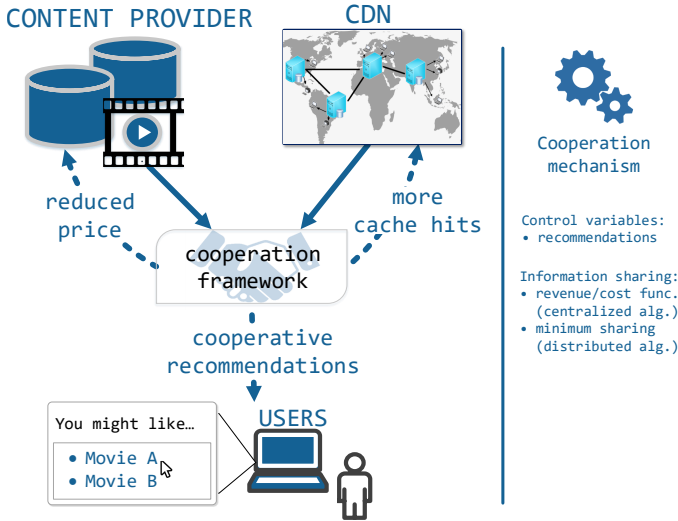 CONTENT PROVIDER
CDN
reduced
price
more
cache hits
cooperation
framework
cooperative
recommendations
USERS
You might like…
• Movie A
• Movie B
Cooperation
mechanism
Control variables:
• recommendations
Information sharing:
• revenue/cost func.
(centralized alg.)
• minimum sharing
(distributed alg.)